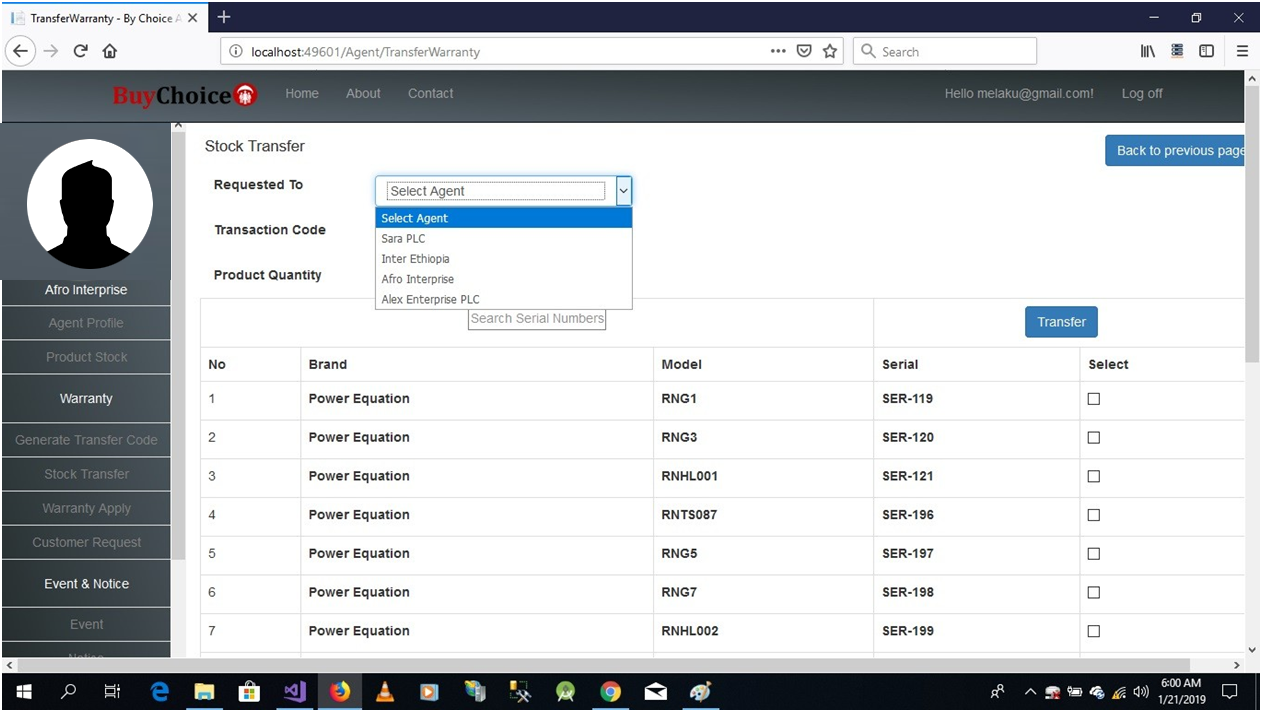 TransferWarranty - By Choice A
localhost:49601/Agent/TransferWarranty
Search
BuyChoice
Home
About
Contact
Hello melaku@gmail.com!
Log off
Afro Interprise
Agent Profile
Product Stock
Warranty
Generate Transfer Code
Stock Transfer
Warranty Apply
Customer Request
Event & Notice
Event
Notice
Stock Transfer
Back to previous page
Requested To
Select Agent
Select Agent
Sara PLC
Inter Ethiopia
Afro Interprise
Alex Enterprise PLC
Transaction Code
Product Quantity
Search Serial Numbers
Transfer
No Brand Model Serial Select
1 Power Equation RNG1 SER-119
2 Power Equation RNG3 SER-120
3 Power Equation RNHL001 SER-121
4 Power Equation RNTS087 SER-196
5 Power Equation RNG5 SER-197
6 Power Equation RNG7 SER-198
7 Power Equation RNHL002 SER-199
6:00 AM
1/21/2019